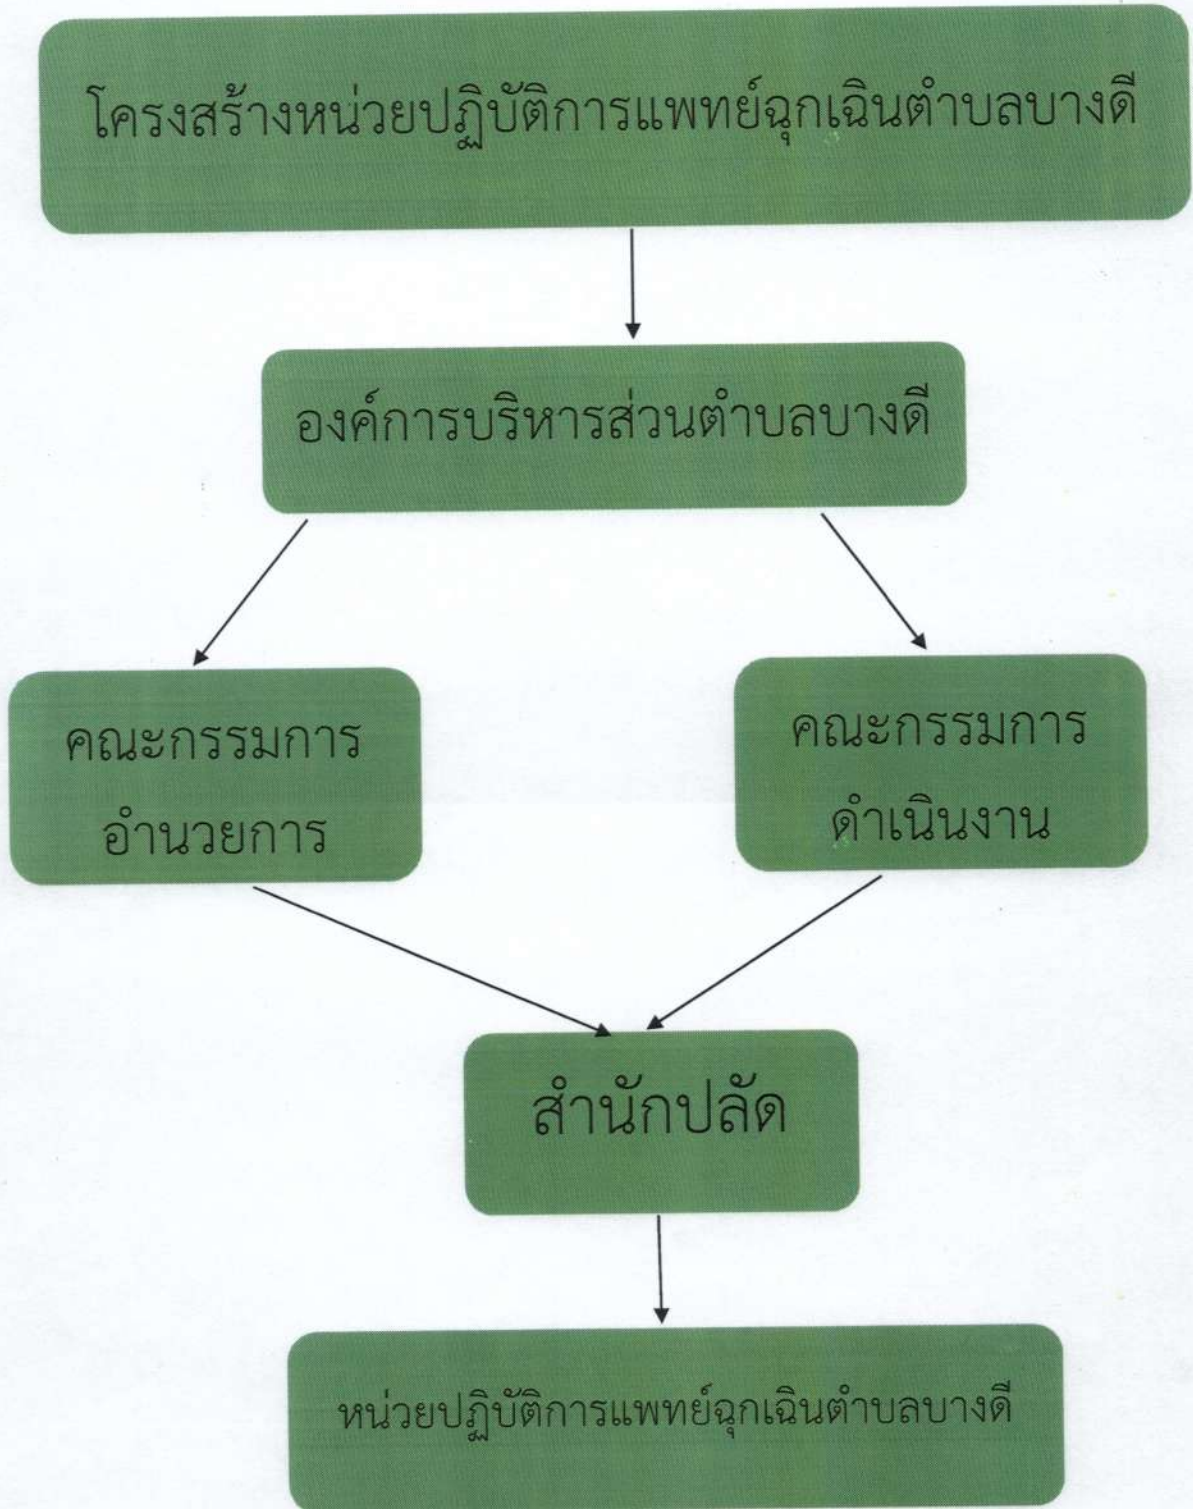 โครงสร้างหน่วยปฏิบัติการแพทย์ฉุกเฉินตำบลบางดี
องค์การบริหารส่วนตำบลบางดี
คณะกรรมการ
อำนวยการ
คณะกรรมการ
ดำเนินงาน
สำนักปลัด
หน่วยปฏิบัติการแพทย์ฉุกเฉินตำบลบางดี